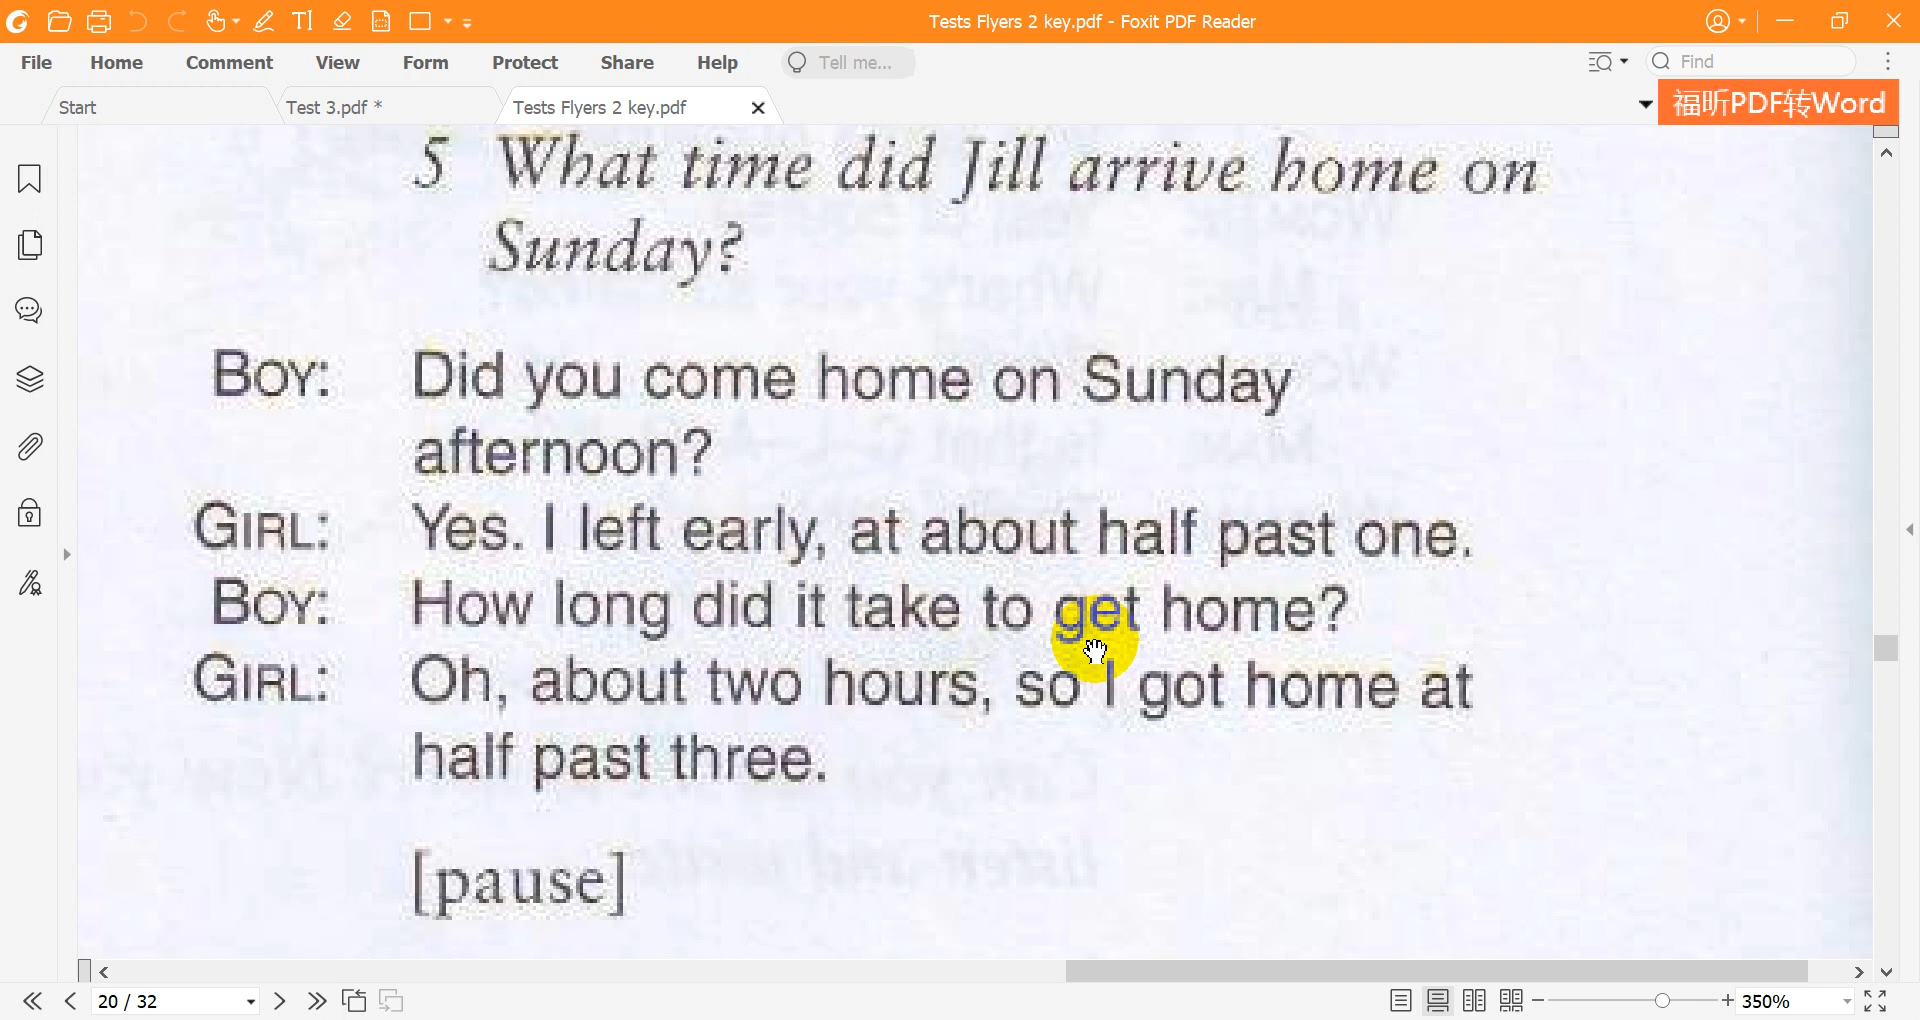 Tests Flyers 2 key.pdf - Foxit PDF Reader
File Home Comment View Form Protect Share Help Tell me... Find
Start Test 3.pdf * Tests Flyers 2 key.pdf 福昕PDF转Word
5 What time did Jill arrive home on
Sunday?
BOY: Did you come home on Sunday
afternoon?
GIRL: Yes. I left early, at about half past one.
BOY: How long did it take to get home?
GIRL: Oh, about two hours, so I got home at
half past three.
[pause]
20 / 32 350%